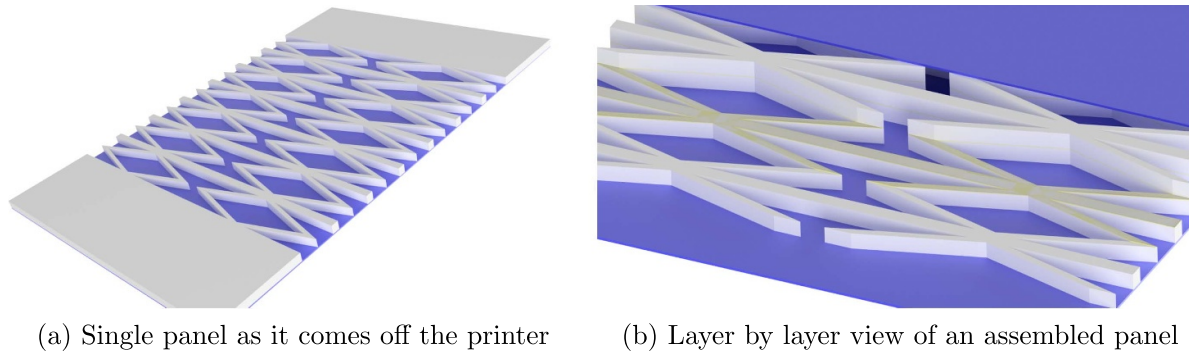 (a) Single panel as it comes off the printer
(b) Layer by layer view of an assembled panel